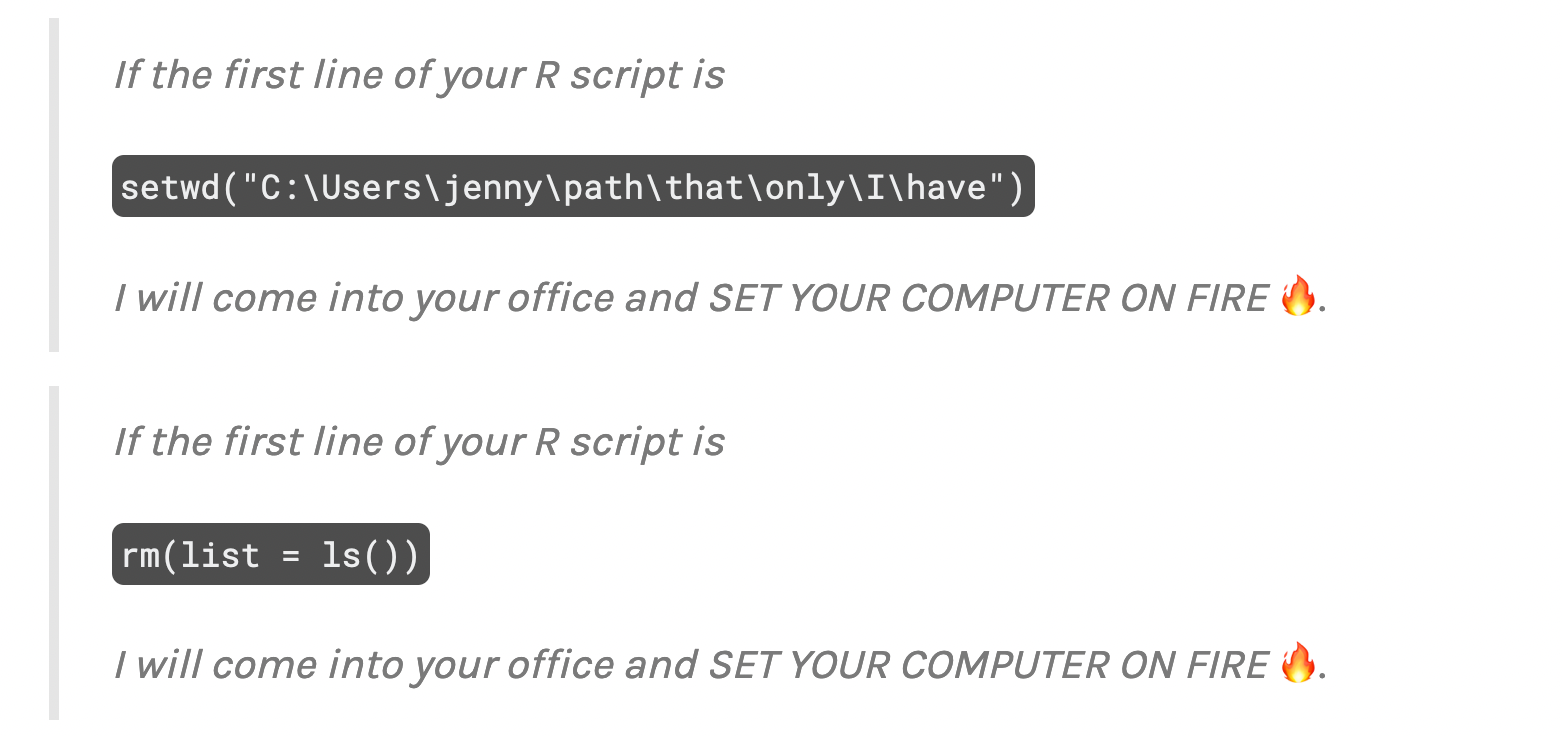 If the first line of your R script is
setwd("C:\Users\jenny\path\that\only\I\have")
I will come into your office and SET YOUR COMPUTER ON FIRE 🔥.
If the first line of your R script is
rm(list = ls())
I will come into your office and SET YOUR COMPUTER ON FIRE 🔥.